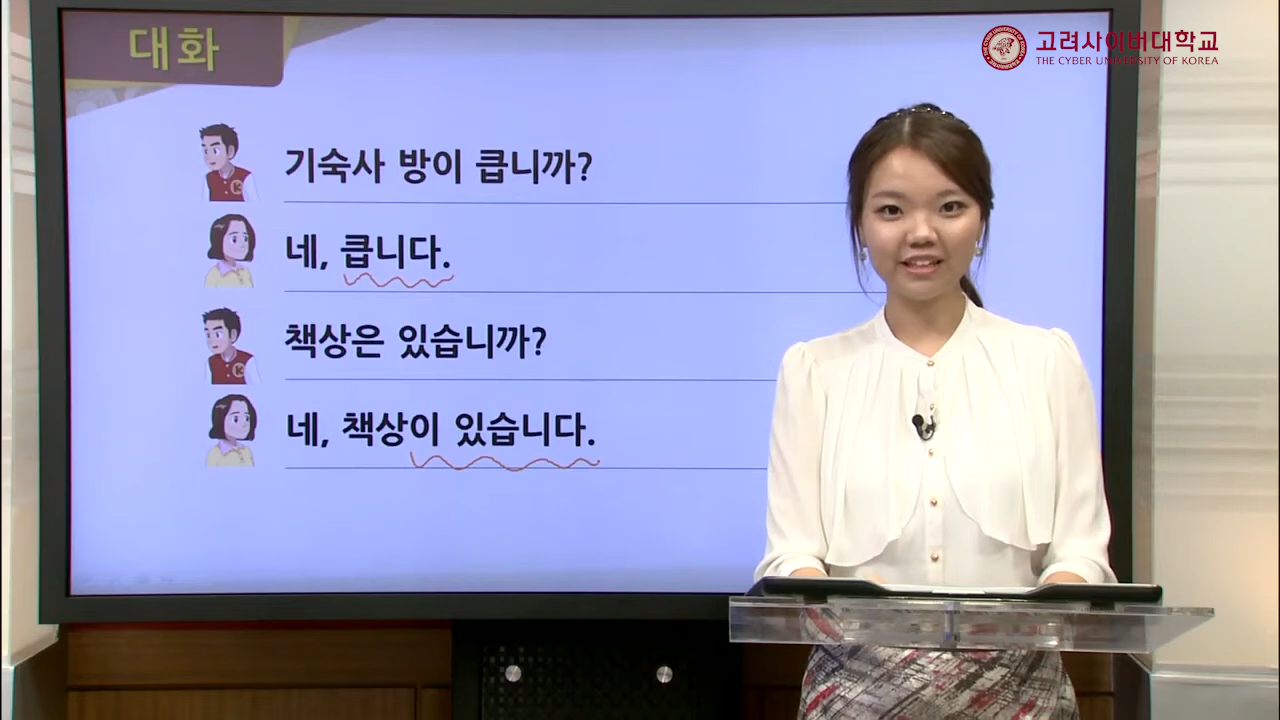 대화
고려사이버대학교
THE CYBER UNIVERSITY OF KOREA
기숙사 방이 큽니까?
네, 큽니다.
책상은 있습니까?
네, 책상이 있습니다.